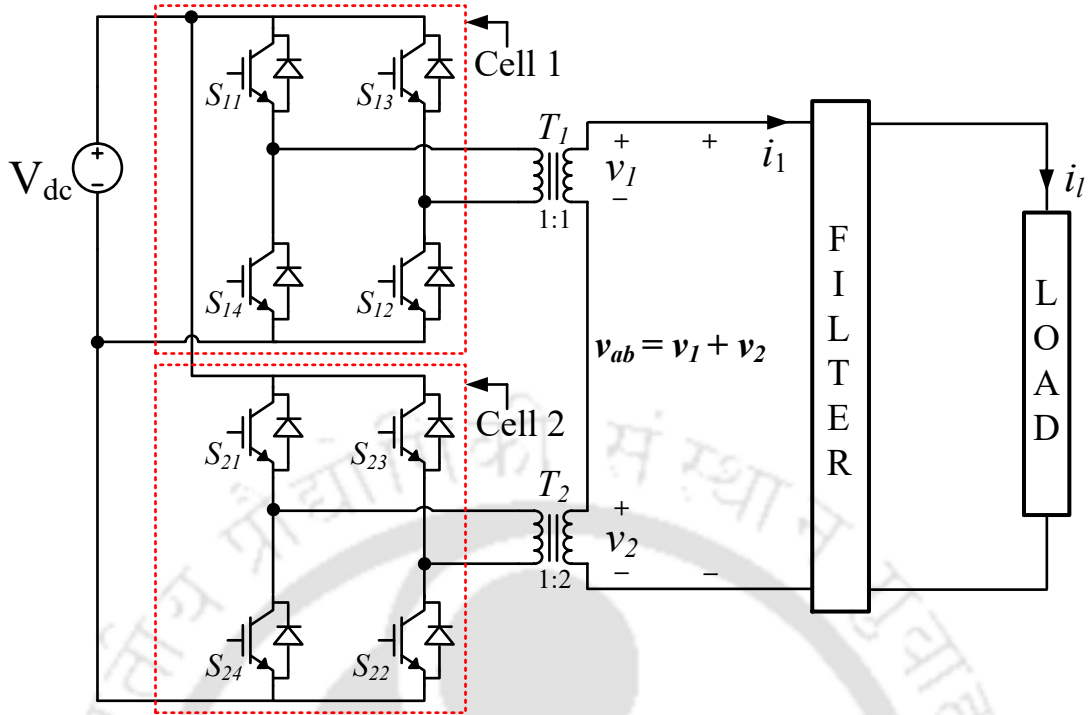 Cell 1
S11
S13
T1
+
+
i1
Vdc
+
−
v1
−
il
1:1
F
I
L
T
E
R
S14
S12
L
O
A
D
vab = v1 + v2
Cell 2
S21
S23
T2
+
v2
−
−
1:2
S24
S22